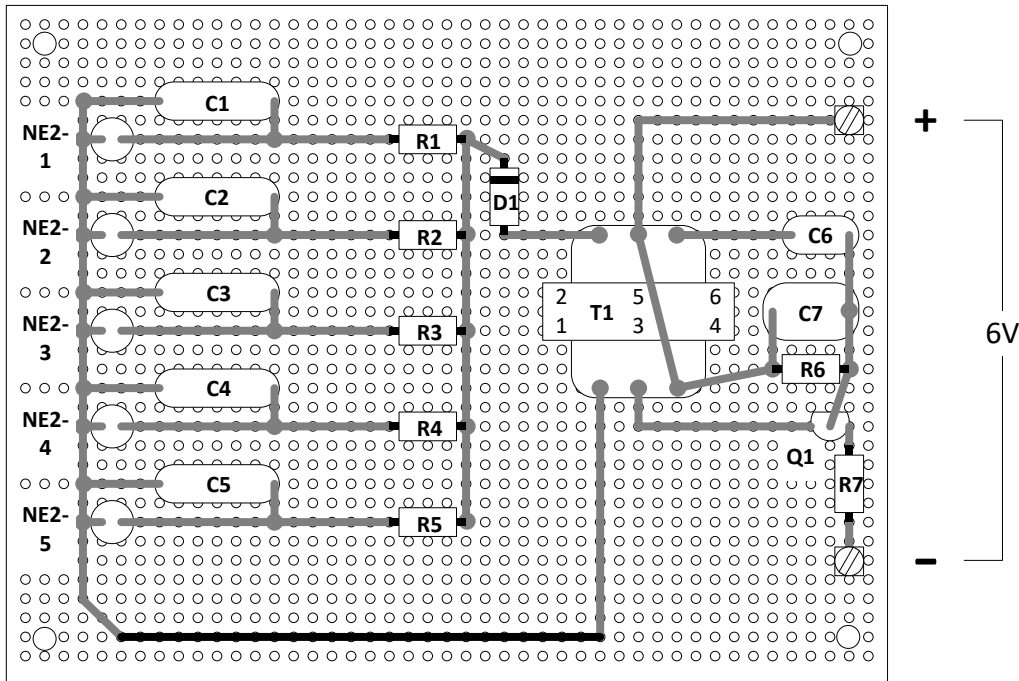 C1
NE2-
1
R1
+
C2
D1
NE2-
2
R2
C6
C3
2 5 6
T1
1 3 4
C7
NE2-
3
R3
6V
R6
C4
NE2-
4
R4
Q1
C5
R7
NE2-
5
R5
-